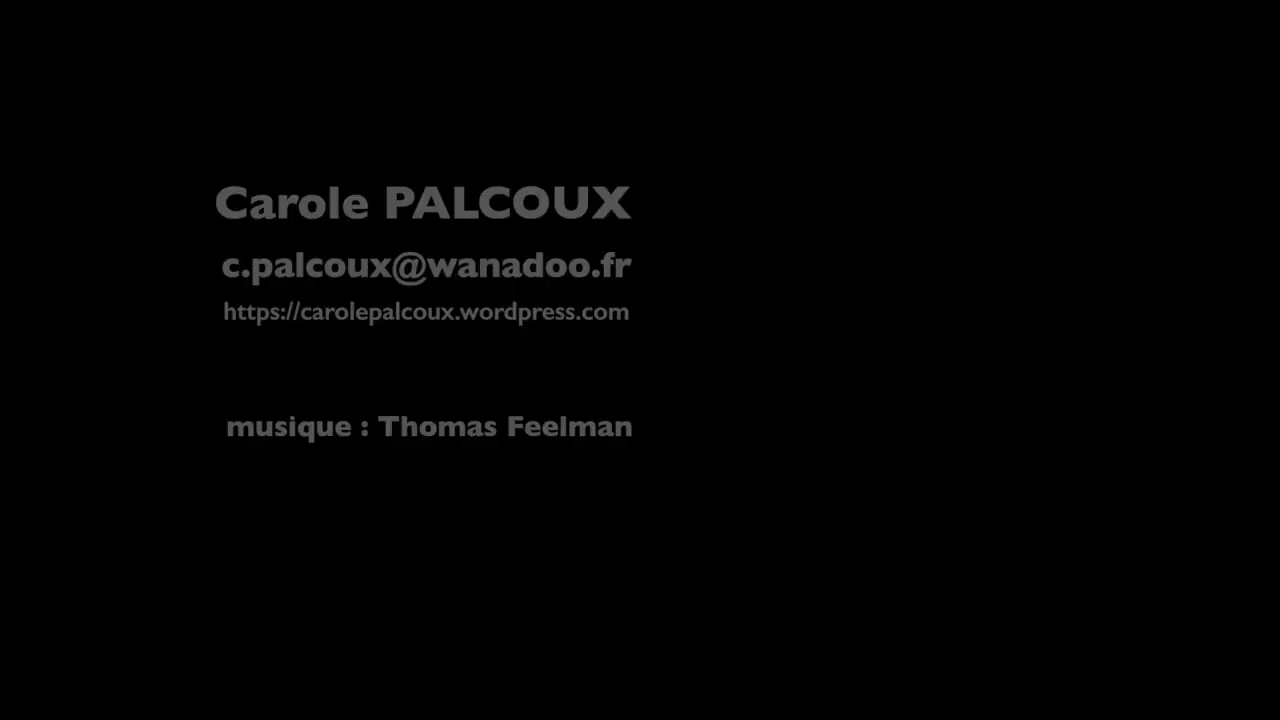 Carole PALCOUX
c.palcoux@wanadoo.fr
https://carolepalcoux.wordpress.com
musique : Thomas Feelman